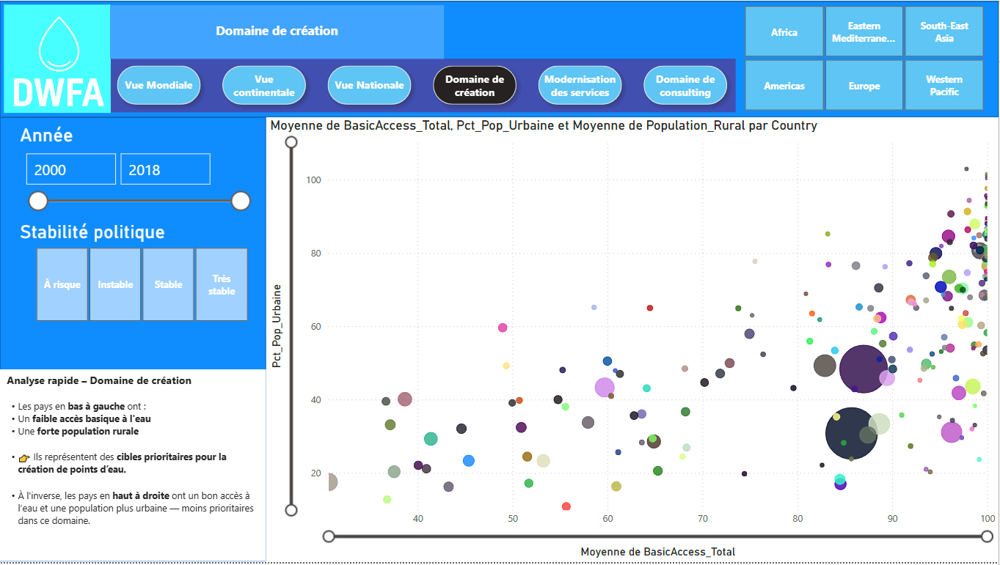 DWFA
Domaine de création
Vue Mondiale
Vue
continentale
Vue Nationale
Domaine de
création
Modernisation
des services
Domaine de
consulting
Africa
Eastern
Mediterrane...
South-East
Asia
Americas
Europe
Western
Pacific
Année
2000
2018
Stabilité politique
À risque
Instable
Stable
Très
stable
Analyse rapide – Domaine de création
• Les pays en bas à gauche ont :
• Un faible accès basique à l'eau
• Une forte population rurale
• 👉 Ils représentent des cibles prioritaires pour la
création de points d’eau.
• À l'inverse, les pays en haut à droite ont un bon accès à
l’eau et une population plus urbaine — moins prioritaires
dans ce domaine.
Moyenne de BasicAccess_Total, Pct_Pop_Urbaine et Moyenne de Population_Rural par Country
Pct_Pop_Urbaine
100
80
60
40
20
40
50
60
70
80
90
100
Moyenne de BasicAccess_Total